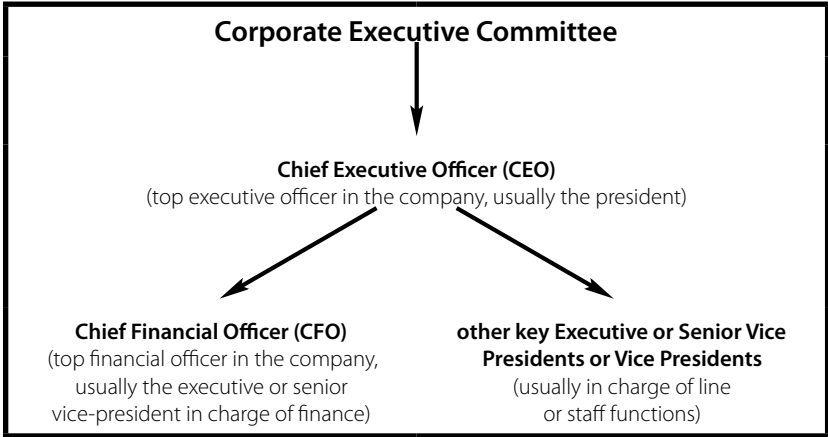 Corporate Executive Committee
Chief Executive Officer (CEO)
(top executive officer in the company, usually the president)
Chief Financial Officer (CFO)
(top financial officer in the company,
usually the executive or senior
vice-president in charge of finance)
other key Executive or Senior Vice
Presidents or Vice Presidents
(usually in charge of line
or staff functions)